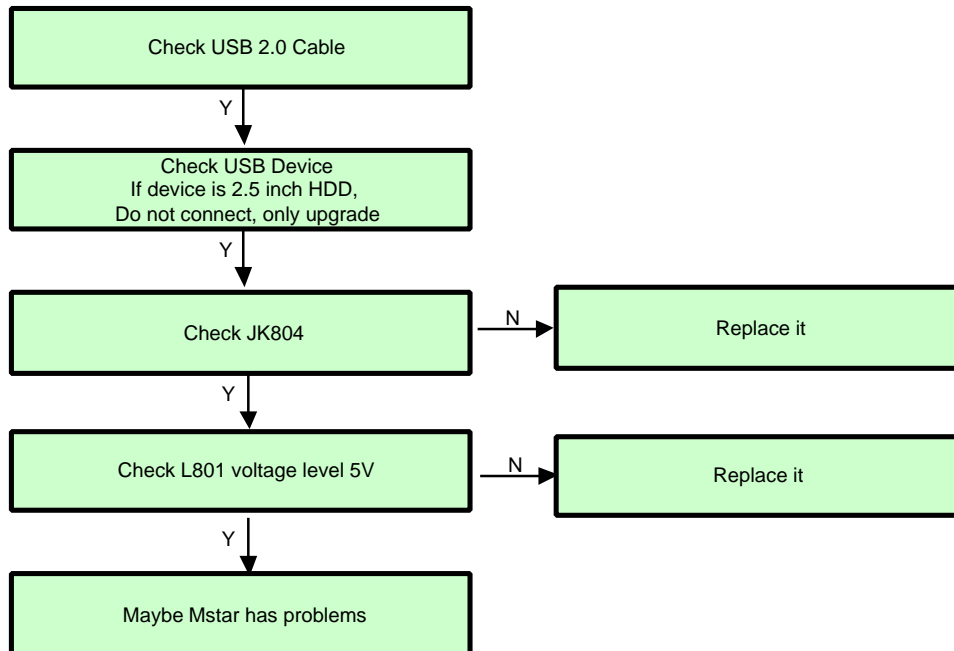 Check USB 2.0 Cable
Y
Check USB Device
If device is 2.5 inch HDD,
Do not connect, only upgrade
Y
Check JK804
N
Replace it
Y
Check L801 voltage level 5V
N
Replace it
Y
Maybe Mstar has problems